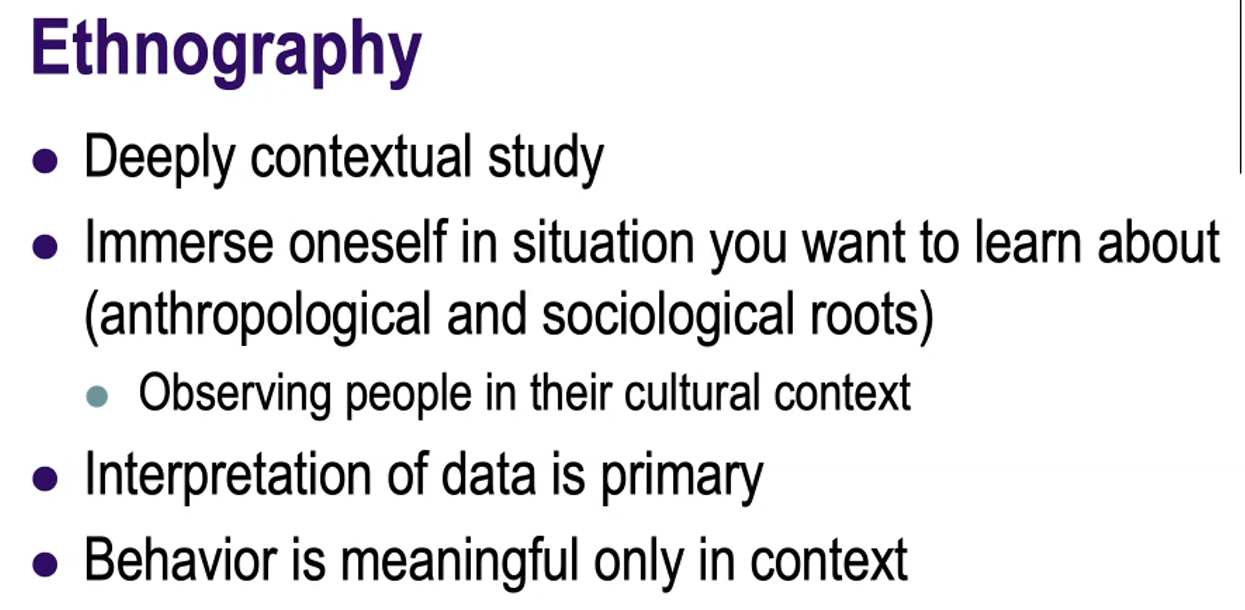 Ethnography
● Deeply contextual study
● Immerse oneself in situation you want to learn about
(anthropological and sociological roots)
● Observing people in their cultural context
● Interpretation of data is primary
● Behavior is meaningful only in context